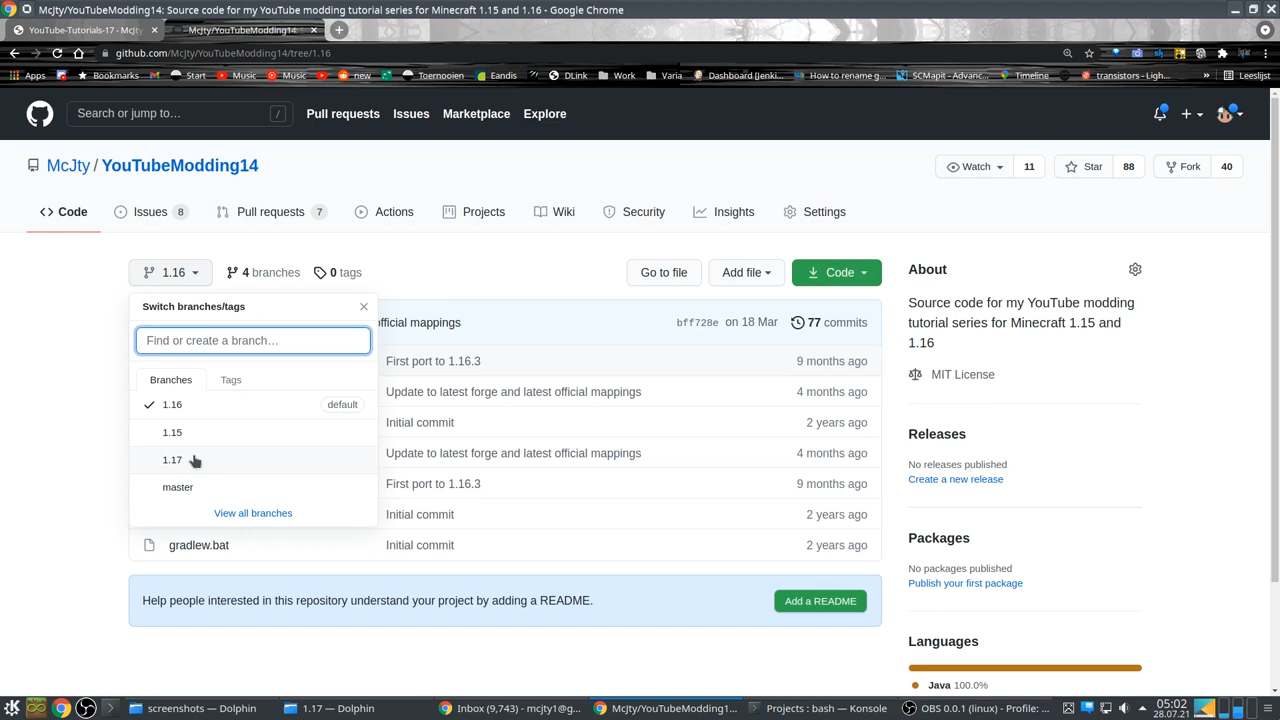 McJty/YouTubeModding14: Source code for my YouTube modding tutorial series for Minecraft 1.15 and 1.16 - Google Chrome
YouTube-Tutorials-17 - McJty
McJty/YouTubeModding14:
github.com/McJty/YouTubeModding14/tree/1.16
Apps
Bookmarks
Start
Music
Music
new
Toernooien
Eandis
DLink
Work
Varia
Dashboard [Jenki...
How to rename g...
SCMapit - Advanc...
Timeline
transistors - Ligh...
»
Leeslijst
Search or jump to…
/
Pull requests
Issues
Marketplace
Explore
McJty / YouTubeModding14
Watch
11
Star
88
Fork
40
Code
Issues 8
Pull requests 7
Actions
Projects
Wiki
Security
Insights
Settings
1.16
4 branches
0 tags
Go to file
Add file
Code
Switch branches/tags
Find or create a branch…
Branches
Tags
1.16
default
1.15
1.17
master
View all branches
official mappings
bff728e on 18 Mar
77 commits
First port to 1.16.3
9 months ago
Update to latest forge and latest official mappings
4 months ago
Initial commit
2 years ago
Update to latest forge and latest official mappings
4 months ago
First port to 1.16.3
9 months ago
Initial commit
2 years ago
gradlew.bat
Initial commit
2 years ago
Help people interested in this repository understand your project by adding a README.
Add a README
About
Source code for my YouTube modding
tutorial series for Minecraft 1.15 and
1.16
MIT License
Releases
No releases published
Create a new release
Packages
No packages published
Publish your first package
Languages
Java 100.0%
screenshots — Dolphin
1.17 — Dolphin
Inbox (9,743) - mcjty1@g...
McJty/YouTubeModding1...
Projects : bash — Konsole
OBS 0.0.1 (linux) - Profile: ...
05:02
28.07.21